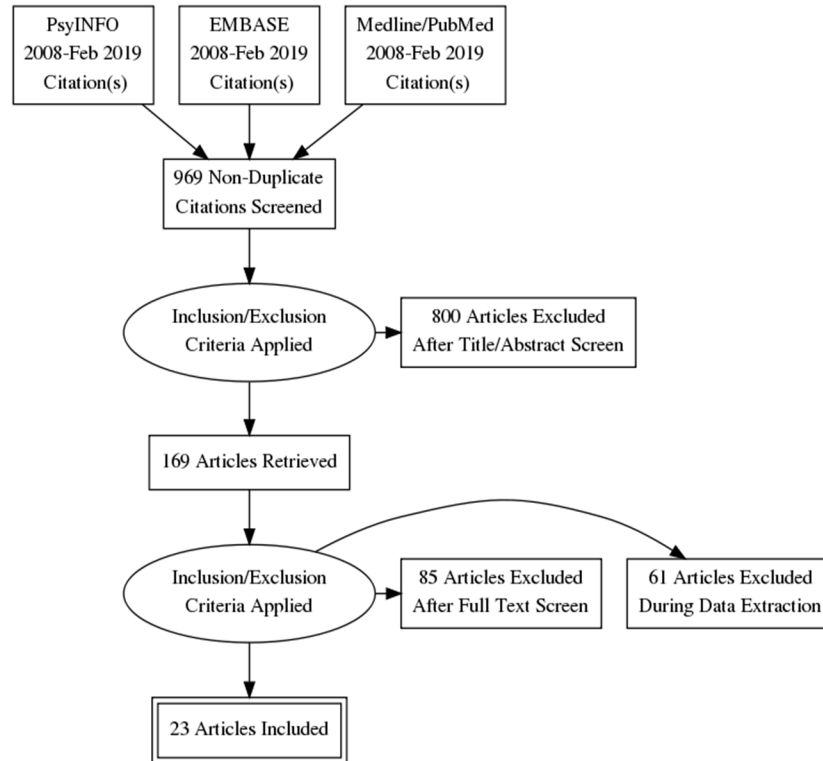 PsyINFO
2008-Feb 2019
Citation(s)
EMBASE
2008-Feb 2019
Citation(s)
Medline/PubMed
2008-Feb 2019
Citation(s)
969 Non-Duplicate
Citations Screened
Inclusion/Exclusion
Criteria Applied
800 Articles Excluded
After Title/Abstract Screen
169 Articles Retrieved
Inclusion/Exclusion
Criteria Applied
85 Articles Excluded
After Full Text Screen
61 Articles Excluded
During Data Extraction
23 Articles Included